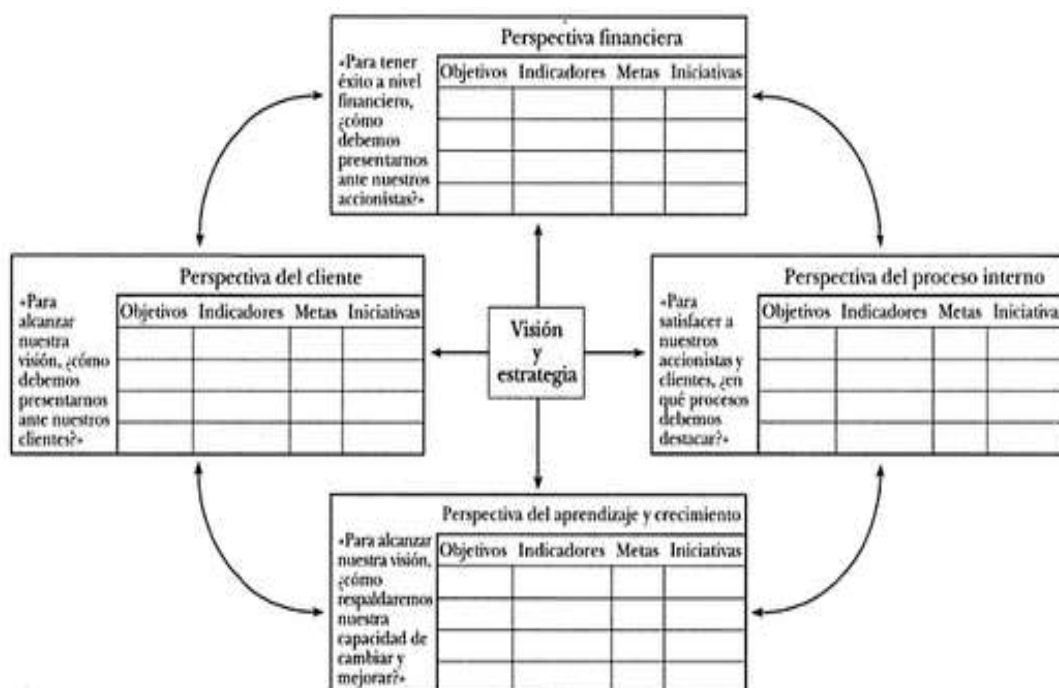 Perspectiva financiera
«Para tener
éxito a nivel
financiero,
¿cómo
debemos
presentarnos
ante nuestros
accionistas?»
Objetivos Indicadores Metas Iniciativas
Perspectiva del cliente
«Para
alcanzar
nuestra
visión, ¿cómo
debemos
presentarnos
ante nuestros
clientes?»
Objetivos Indicadores Metas Iniciativas
Visión
y
estrategia
Perspectiva del proceso interno
«Para
satisfacer a
nuestros
accionistas y
clientes, ¿en
qué procesos
debemos
destacar?»
Objetivos Indicadores Metas Iniciativa
Perspectiva del aprendizaje y crecimiento
«Para alcanzar
nuestra visión,
¿cómo
respaldaremos
nuestra
capacidad de
cambiar y
mejorar?»
Objetivos Indicadores Metas Iniciativas